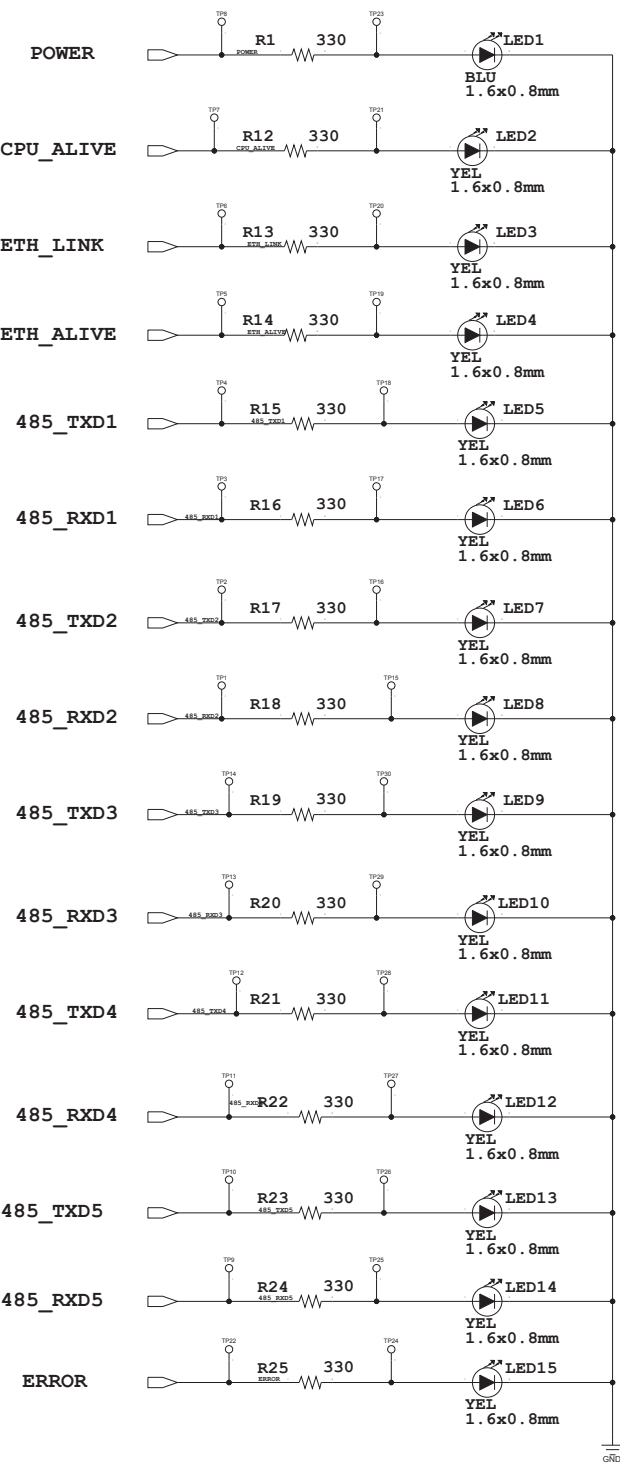 TP8 TP23
POWER R1 330 LED1
POWER
BLU
1.6x0.8mm
TP7 TP21
CPU_ALIVE R12 330 LED2
CPU_ALIVE
YEL
1.6x0.8mm
TP6 TP20
ETH_LINK R13 330 LED3
ETH_LINK
YEL
1.6x0.8mm
TP5 TP19
ETH_ALIVE R14 330 LED4
ETH_ALIVE
YEL
1.6x0.8mm
TP4 TP18
485_TXD1 R15 330 LED5
485_TXD1
YEL
1.6x0.8mm
TP3 TP17
485_RXD1 R16 330 LED6
485_RXD1
YEL
1.6x0.8mm
TP2 TP16
485_TXD2 R17 330 LED7
485_TXD2
YEL
1.6x0.8mm
TP1 TP15
485_RXD2 R18 330 LED8
485_RXD2
YEL
1.6x0.8mm
TP14 TP30
485_TXD3 R19 330 LED9
485_TXD3
YEL
1.6x0.8mm
TP13 TP29
485_RXD3 R20 330 LED10
485_RXD3
YEL
1.6x0.8mm
TP12 TP28
485_TXD4 R21 330 LED11
485_TXD4
YEL
1.6x0.8mm
TP11 TP27
485_RXD4 R22 330 LED12
YEL
1.6x0.8mm
TP10 TP26
485_TXD5 R23 330 LED13
485_TXD5
YEL
1.6x0.8mm
TP9 TP25
485_RXD5 R24 330 LED14
485_RXD5
YEL
1.6x0.8mm
TP22 TP24
ERROR R25 330 LED15
ERROR
YEL
1.6x0.8mm
GND